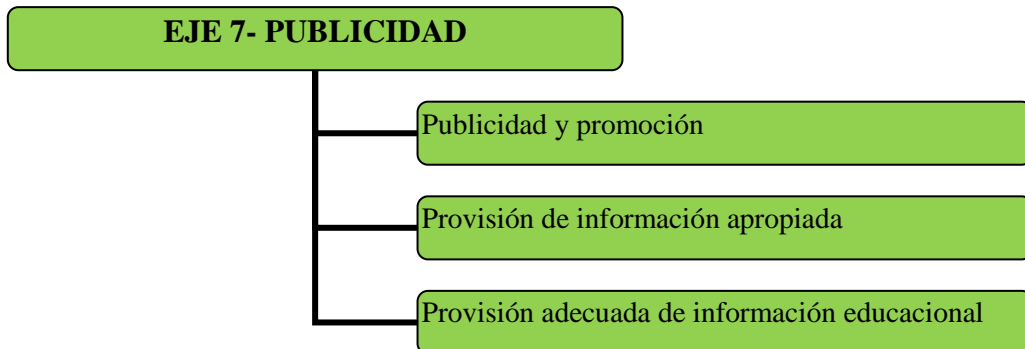 EJE 7- PUBLICIDAD
Publicidad y promoción
Provisión de información apropiada
Provisión adecuada de información educacional